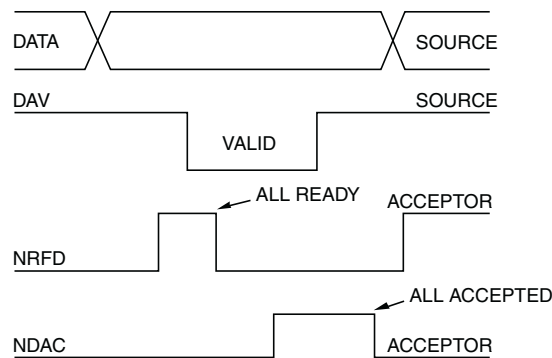 DATA SOURCE
DAV SOURCE
VALID
ALL READY
ACCEPTOR
NRFD
ALL ACCEPTED
NDAC ACCEPTOR